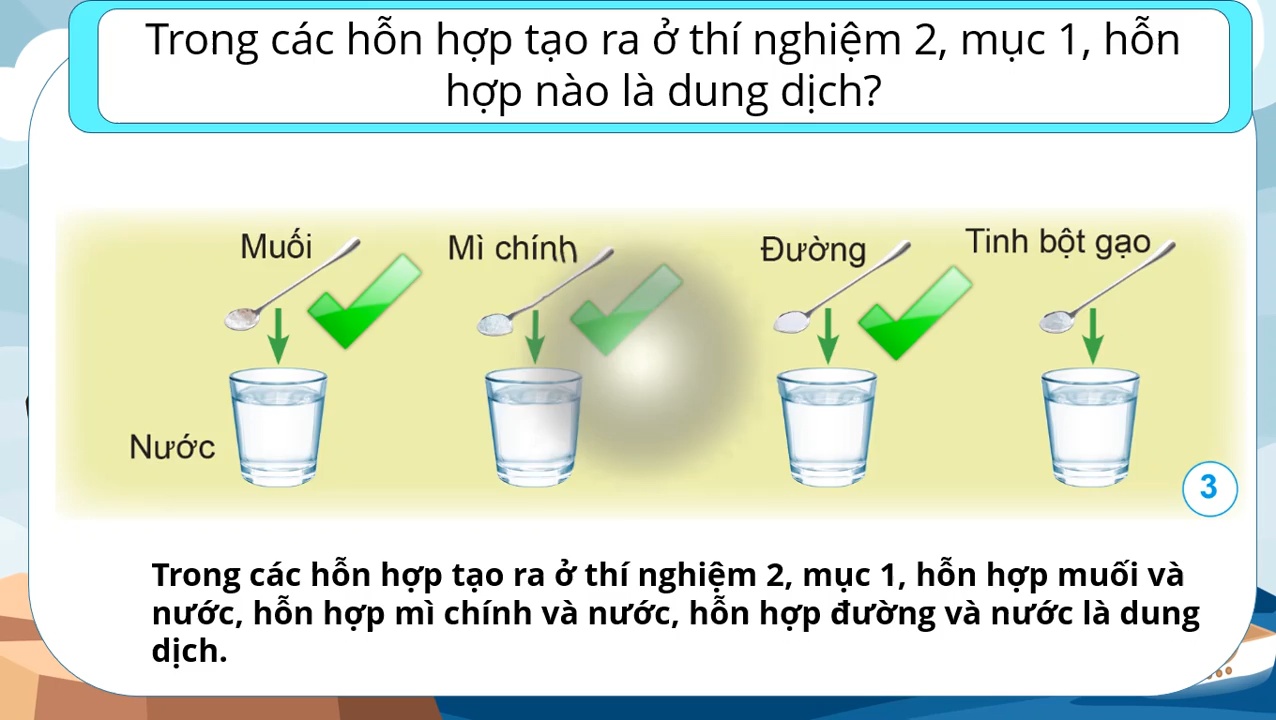 Trong các hỗn hợp tạo ra ở thí nghiệm 2, mục 1, hỗn
hợp nào là dung dịch?
Muối
Mì chính
Đường
Tinh bột gạo
Nước
3
Trong các hỗn hợp tạo ra ở thí nghiệm 2, mục 1, hỗn hợp muối và
nước, hỗn hợp mì chính và nước, hỗn hợp đường và nước là dung
dịch.